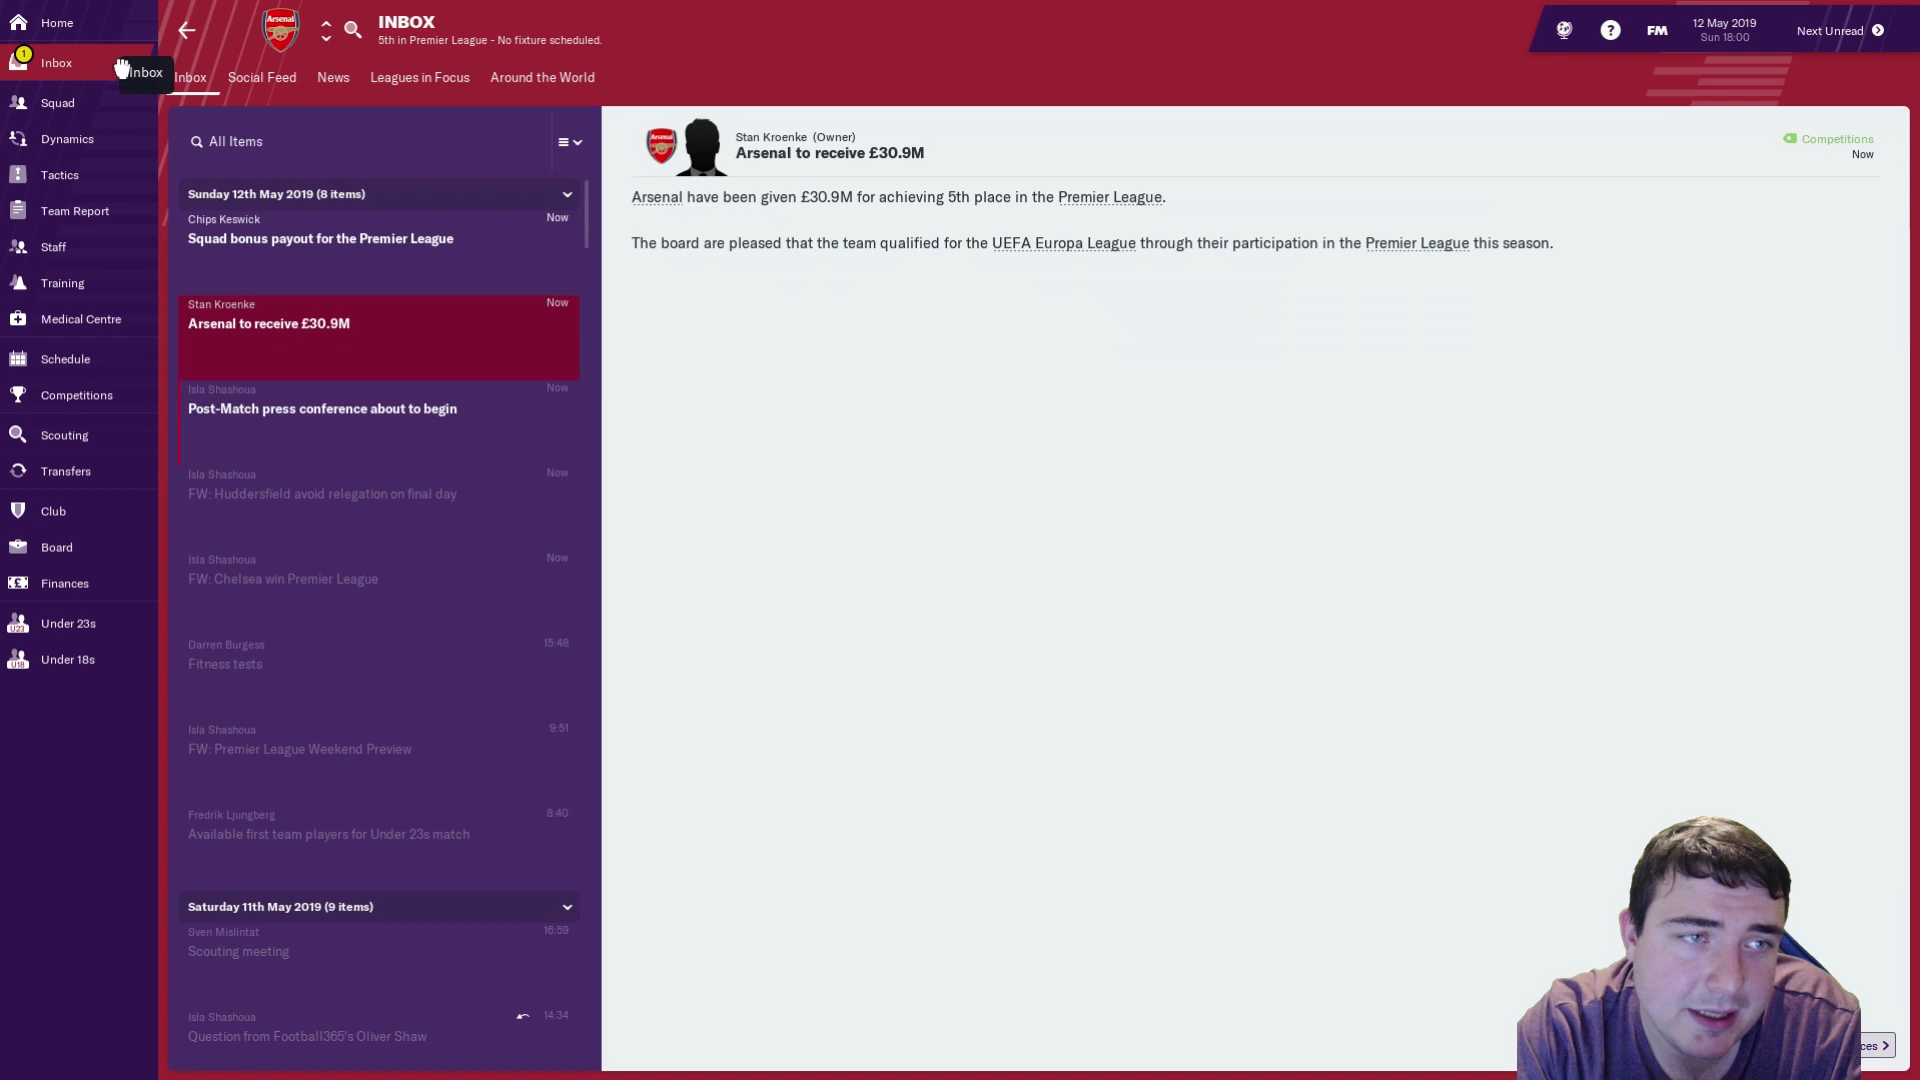 Home
1
Inbox
Squad
Dynamics
Tactics
Team Report
Staff
Training
Medical Centre
Schedule
Competitions
Scouting
Transfers
Club
Board
Finances
U23
Under 23s
U18
Under 18s
Inbox
Arsenal
INBOX
5th in Premier League - No fixture scheduled.
?
FM
12 May 2019
Sun 18:00
Next Unread
Inbox
Social Feed
News
Leagues in Focus
Around the World
All Items
Sunday 12th May 2019 (8 items)
Chips Keswick
Now
Squad bonus payout for the Premier League
Stan Kroenke
Now
Arsenal to receive £30.9M
Isla Shashoua
Now
Post-Match press conference about to begin
Isla Shashoua
Now
FW: Huddersfield avoid relegation on final day
Isla Shashoua
Now
FW: Chelsea win Premier League
Darren Burgess
15:48
Fitness tests
Isla Shashoua
9:51
FW: Premier League Weekend Preview
Fredrik Ljungberg
8:40
Available first team players for Under 23s match
Saturday 11th May 2019 (9 items)
Sven Mislintat
16:59
Scouting meeting
Isla Shashoua
14:34
Question from Football365's Oliver Shaw
Arsenal
Stan Kroenke (Owner)
Arsenal to receive £30.9M
Competitions
Now
Arsenal have been given £30.9M for achieving 5th place in the Premier League.
The board are pleased that the team qualified for the UEFA Europa League through their participation in the Premier League this season.
ces